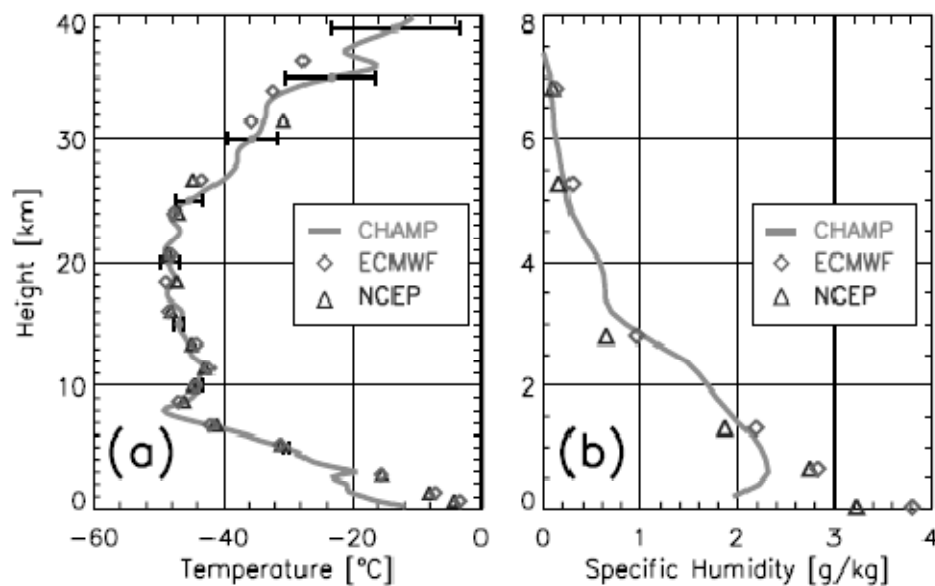 40
30
20
10
0
Height [km]
CHAMP
ECMWF
NCEP
(a)
−60 −40 −20 0
Temperature [°C]
8
6
4
2
0
CHAMP
ECMWF
NCEP
(b)
0 1 2 3 4
Specific Humidity [g/kg]